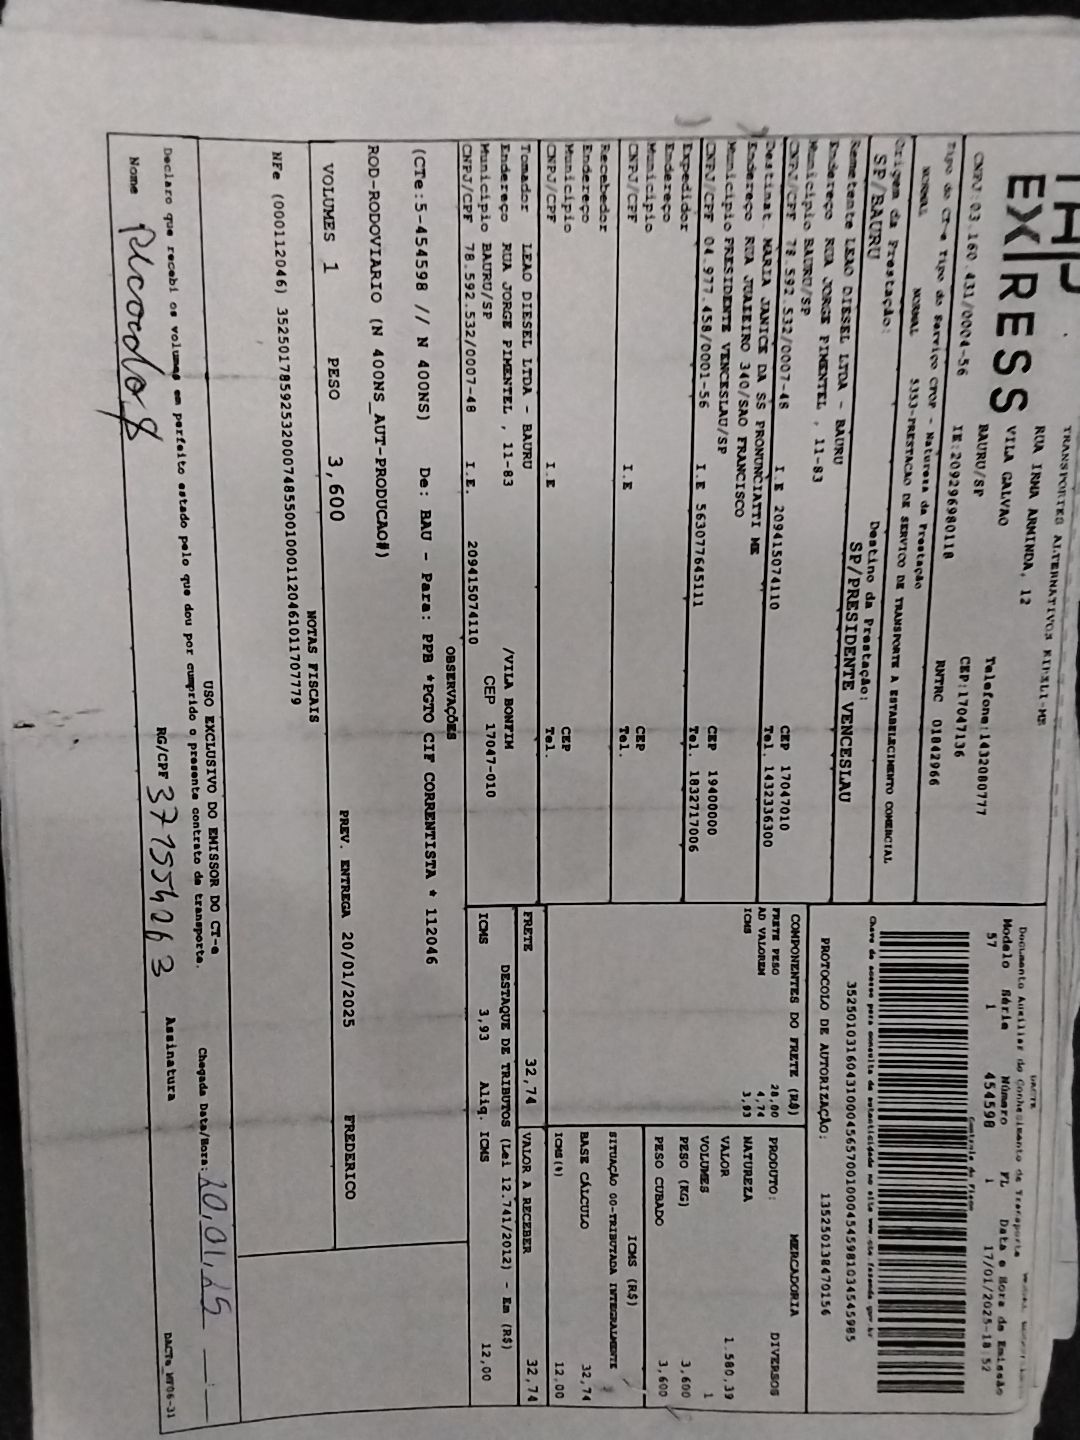 TRANSPORTES ALTERNATIVOS EIRELI-ME
EXPRESS
RUA IRMA ARMINDA, 12
VILA GALVAO
Telefone:1432080777
BAURU/SP
CEP:17047136
CNPJ:03.160.431/0004-56
IE:209296980118
RNTRC 01842966
Tipo do CT-e Tipo do Serviço CFOP - Natureza da Prestação
NORMAL NORMAL 5353-PRESTACAO DE SERVICO DE TRANSPORTE A ESTABELECIMENTO COMERCIAL
Origem da Prestação: Destino da Prestação:
SP/BAURU SP/PRESIDENTE VENCESLAU
DACTE
Documento Auxiliar do Conhecimento de Transporte
Modelo Série Número FL Data e Hora de Emissão
57 1 454598 1 17/01/2025-18:52
Controle do Fisco
Chave de acesso para consulta de autenticidade no site www.cte.fazenda.gov.br
35250103160431000456570010004545981034545985
PROTOCOLO DE AUTORIZAÇÃO: 135250138470156
Remetente LEAO DIESEL LTDA - BAURU
Endereço RUA JORGE PIMENTEL , 11-83
Municipio BAURU/SP CEP 17047010
CNPJ/CPF 78.592.532/0007-48 I.E 209415074110 Tel. 1432336300
Destinat. MARIA JANICE DA SS PRONUNCIATTI ME
Endereço RUA JUAZEIRO 340/SAO FRANCISCO
Municipio PRESIDENTE VENCESLAU/SP CEP 19400000
CNPJ/CPF 04.977.458/0001-56 I.E 563077645111 Tel. 1832717006
Expedidor
Endereço
Municipio CEP
CNPJ/CPF I.E Tel.
Recebedor
Endereço
Municipio CEP
CNPJ/CPF I.E Tel.
Tomador LEAO DIESEL LTDA - BAURU
Endereço RUA JORGE PIMENTEL , 11-83 /VILA BONFIM
Municipio BAURU/SP CEP 17047-010
CNPJ/CPF 78.592.532/0007-48 I.E. 209415074110
COMPONENTES DO FRETE (R$)
FRETE PESO 28,00
AD VALOREM 4,74
ICMS 3,93
PRODUTO: MERCADORIA
NATUREZA DIVERSOS
VALOR 1.580,39
VOLUMES 1
PESO (KG) 3,600
PESO CUBADO 3,600
ICMS (R$)
SITUAÇÃO 00-TRIBUTADA INTEGRALMENTE
BASE CÁLCULO 32,74
ICMS(%) 12.00
FRETE 32,74 VALOR A RECEBER 32,74
DESTAQUE DE TRIBUTOS (Lei 12.741/2012) - Em (R$)
ICMS 3,93 Aliq. ICMS 12,00
OBSERVAÇÕES
(CTe:5-454598 // N 400NS) De: BAU - Para: PPB *PGTO CIF CORRENTISTA * 112046
ROD-RODOVIARIO (N 400NS_AUT-PRODUCAO#)
VOLUMES 1 PESO 3,600 PREV. ENTREGA 20/01/2025 FREDERICO
NOTAS FISCAIS
NFe (000112046) 35250178592532000748550010001120461011707779
USO EXCLUSIVO DO EMISSOR DO CT-e
Declaro que recebi os volumes em perfeito estado pelo que dou por cumprido o presente contrato de transporte. Chegada Data/Hora: 20,01,25
Nome Ricardo RG/CPF 371554263 Assinatura